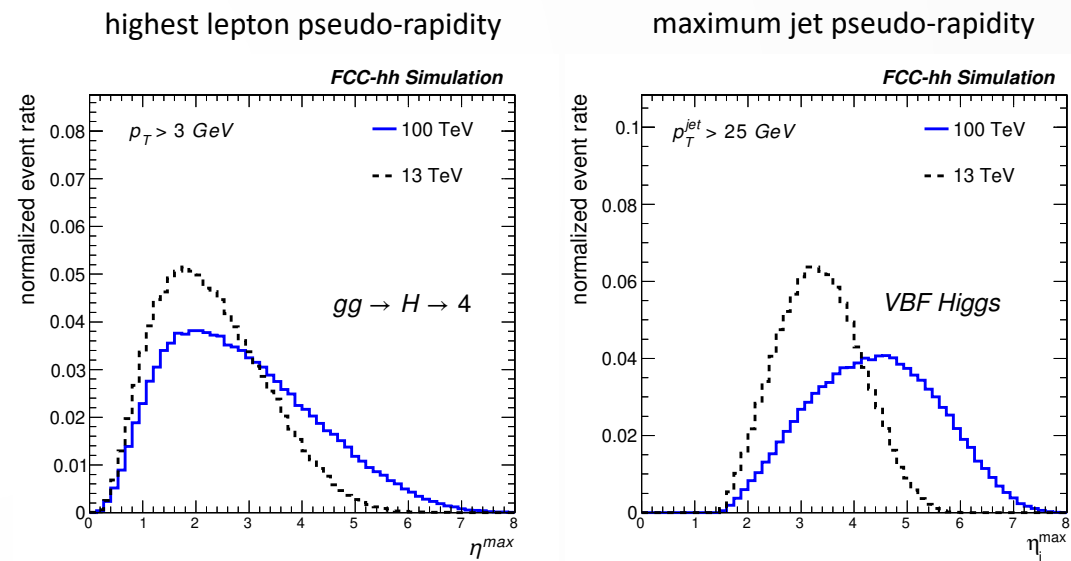 highest lepton pseudo-rapidity
FCC-hh Simulation
normalized event rate
p_T > 3 GeV
100 TeV
13 TeV
gg → H → 4
0.08
0.07
0.06
0.05
0.04
0.03
0.02
0.01
0
0 1 2 3 4 5 6 7 8
η^max
maximum jet pseudo-rapidity
FCC-hh Simulation
normalized event rate
p_T^jet > 25 GeV
100 TeV
13 TeV
VBF Higgs
0.1
0.08
0.06
0.04
0.02
0
0 1 2 3 4 5 6 7 8
η_j^max